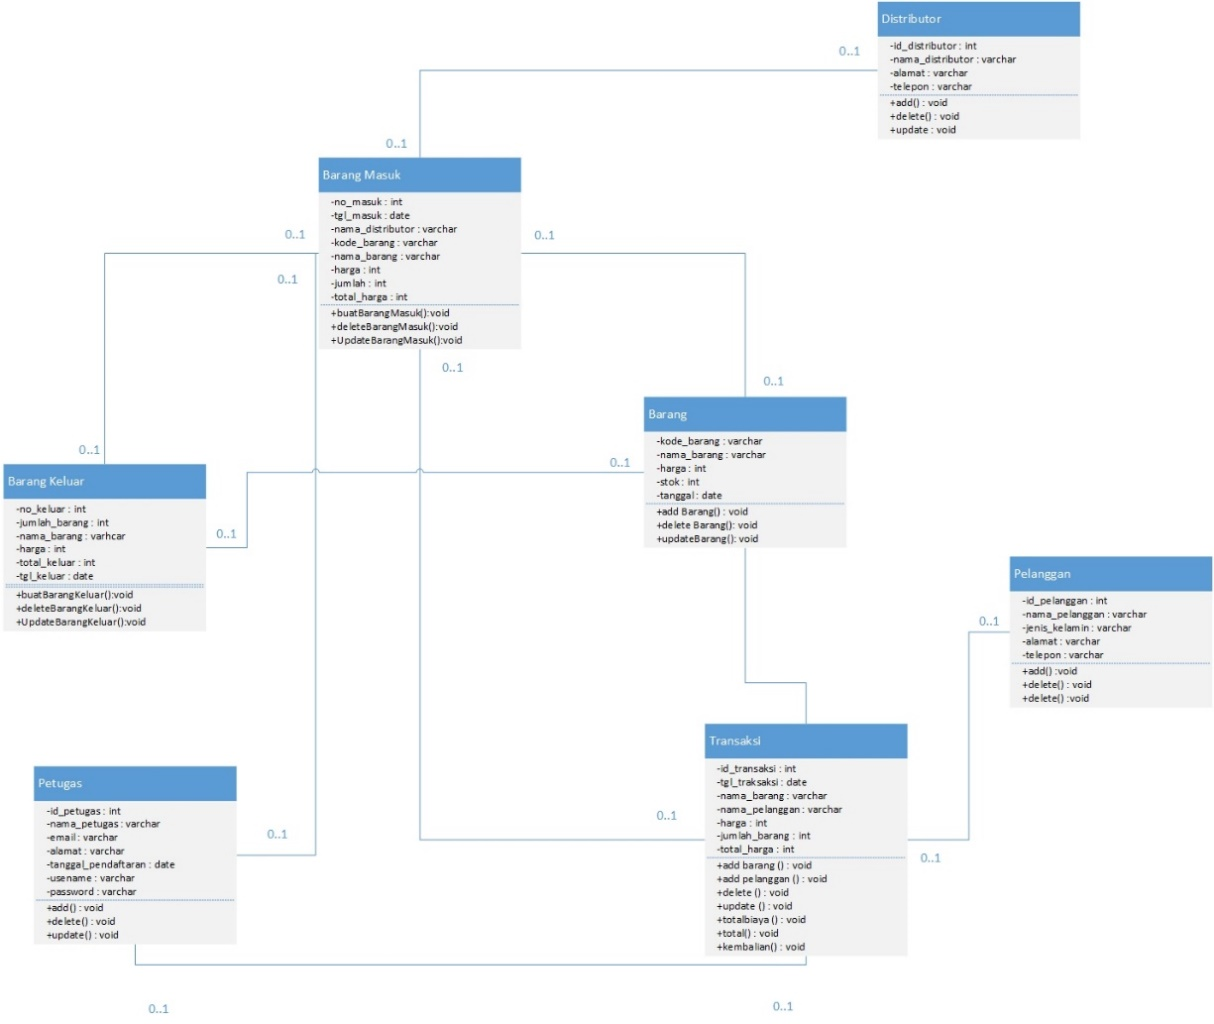 Distributor
-id_distributor : int
-nama_distributor : varchar
-alamat : varchar
-telepon : varchar
+add() : void
+delete() : void
+update : void
0..1
0..1
Barang Masuk
-no_masuk : int
-tgl_masuk : date
-nama_distributor : varchar
-kode_barang : varchar
-nama_barang : varchar
-harga : int
-jumlah : int
-total_harga : int
+buatBarangMasuk():void
+deleteBarangMasuk():void
+UpdateBarangMasuk():void
0..1
0..1
0..1
0..1
0..1
Barang
-kode_barang : varchar
-nama_barang : varchar
-harga : int
-stok : int
-tanggal : date
+add Barang() : void
+delete Barang() : void
+updateBarang() : void
0..1
0..1
Barang Keluar
-no_keluar : int
-jumlah_barang : int
-nama_barang : varhcar
-harga : int
-total_keluar : int
-tgl_keluar : date
+buatBarangKeluar():void
+deleteBarangKeluar():void
+UpdateBarangKeluar():void
0..1
Pelanggan
-id_pelanggan : int
-nama_pelanggan : varchar
-jenis_kelamin : varchar
-alamat : varchar
-telepon : varchar
+add() :void
+delete() : void
+delete() :void
0..1
Transaksi
-id_transaksi : int
-tgl_traksaksi : date
-nama_barang : varchar
-nama_pelanggan : varchar
-harga : int
-jumlah_barang : int
-total_harga : int
+add barang () : void
+add pelanggan () : void
+delete () : void
+update () : void
+totalbiaya () : void
+total() : void
+kembalian() : void
0..1
0..1
Petugas
-id_petugas : int
-nama_petugas : varchar
-email : varchar
-alamat : varchar
-tanggal_pendaftaran : date
-usename : varchar
-password : varchar
+add() : void
+delete() : void
+update() : void
0..1
0..1
0..1